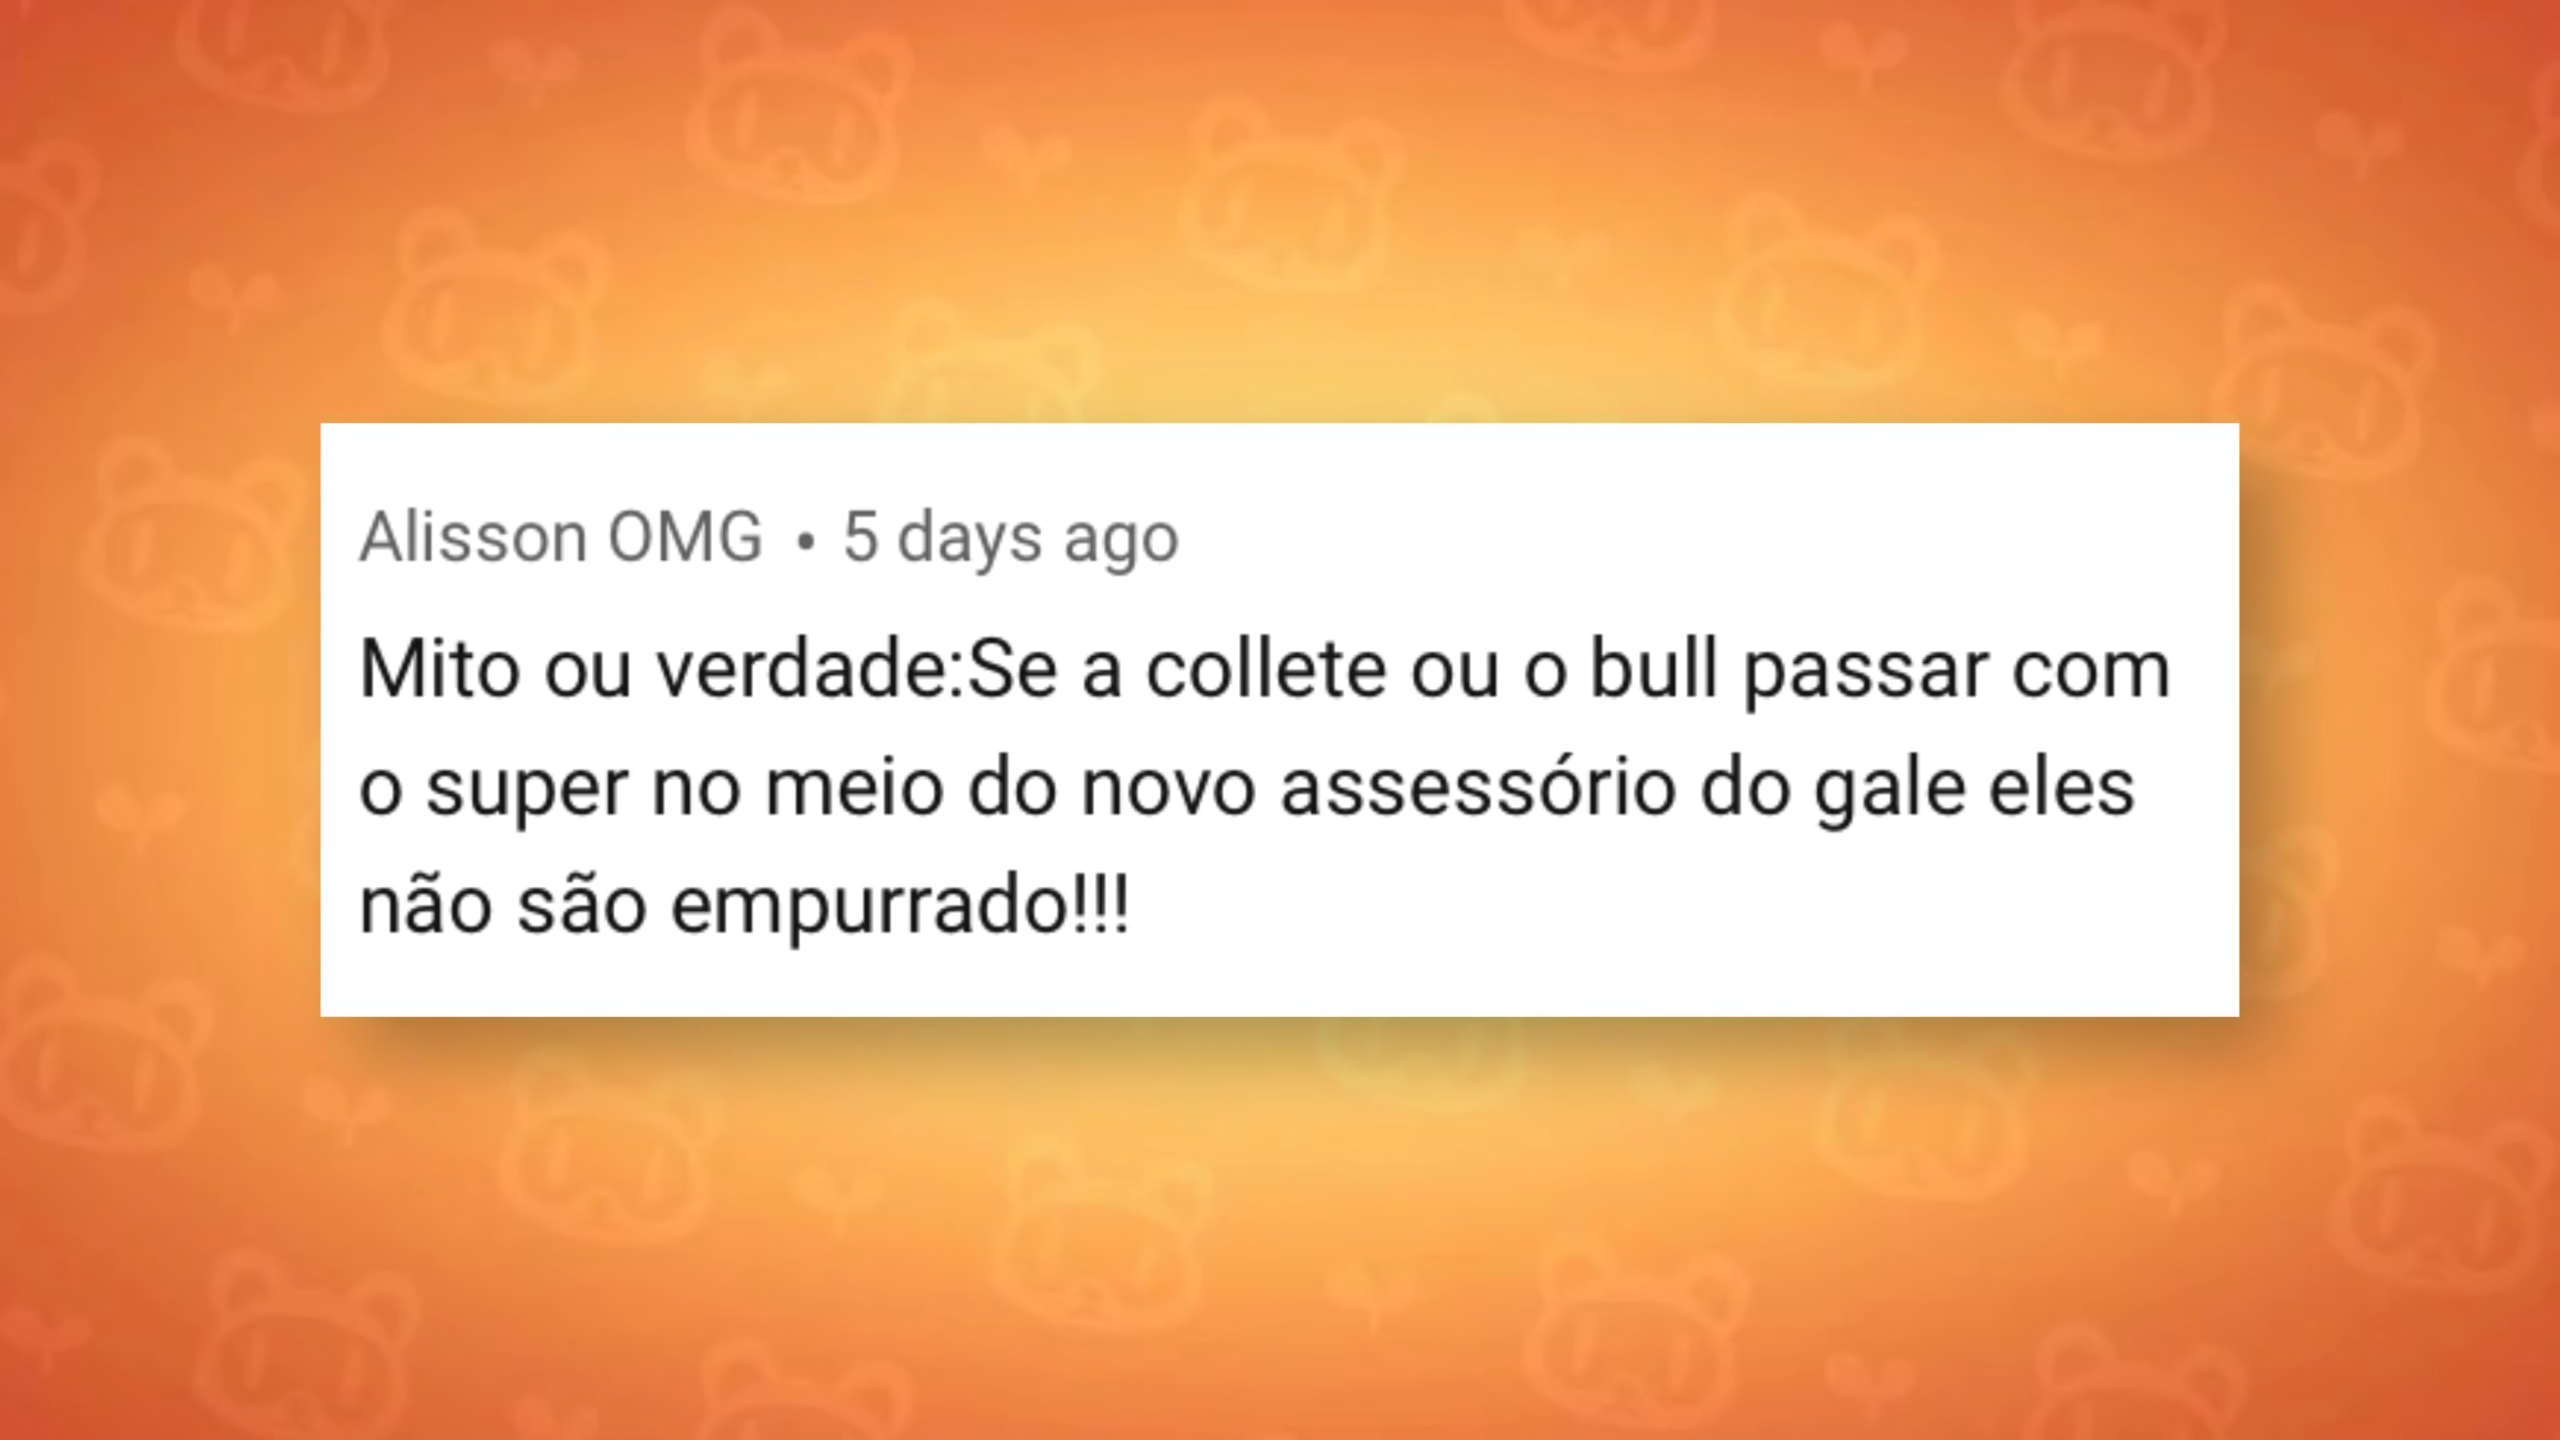 Alisson OMG • 5 days ago
Mito ou verdade:Se a collete ou o bull passar com
o super no meio do novo assessório do gale eles
não são empurrado!!!